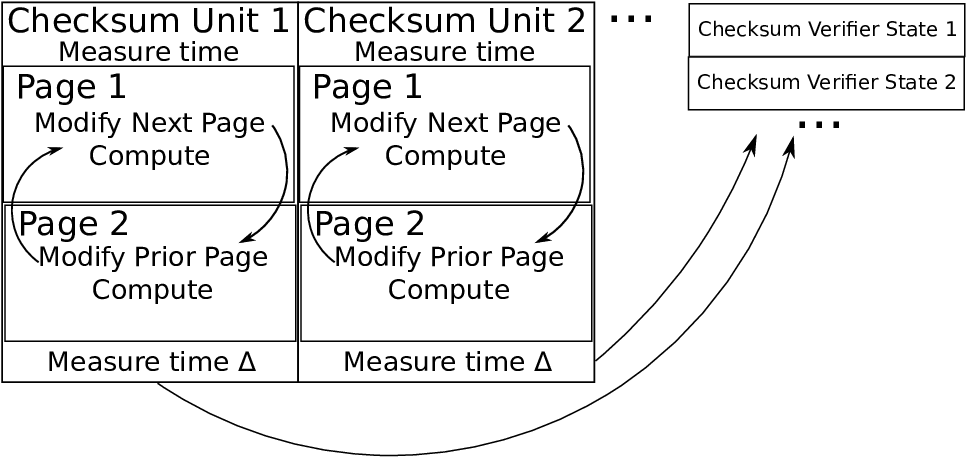 Checksum Unit 1
Measure time
Page 1
Modify Next Page
Compute
Page 2
Modify Prior Page
Compute
Measure time Δ
Checksum Unit 2
Measure time
Page 1
Modify Next Page
Compute
Page 2
Modify Prior Page
Compute
Measure time Δ
...
Checksum Verifier State 1
Checksum Verifier State 2
...